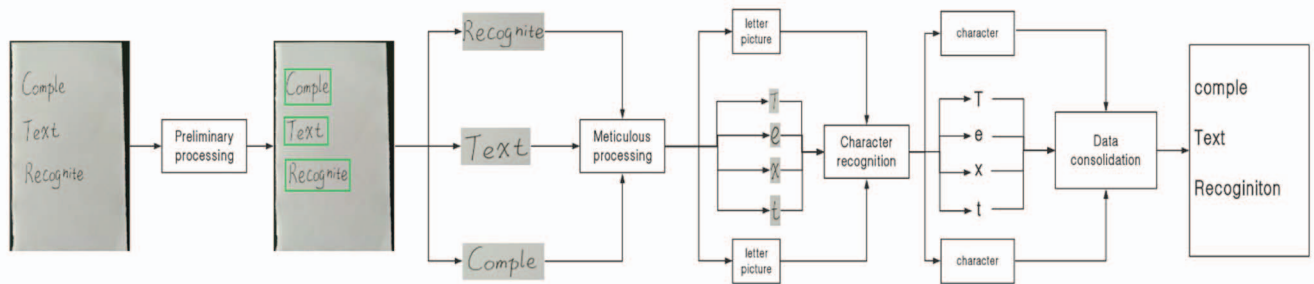 Comple
Text
Recognite
Preliminary
processing
Comple
Text
Recognite
Recognite
Text
Comple
Meticulous
processing
letter
picture
T
e
x
t
letter
picture
Character
recognition
character
T
e
x
t
character
Data
consolidation
comple
Text
Recoginiton